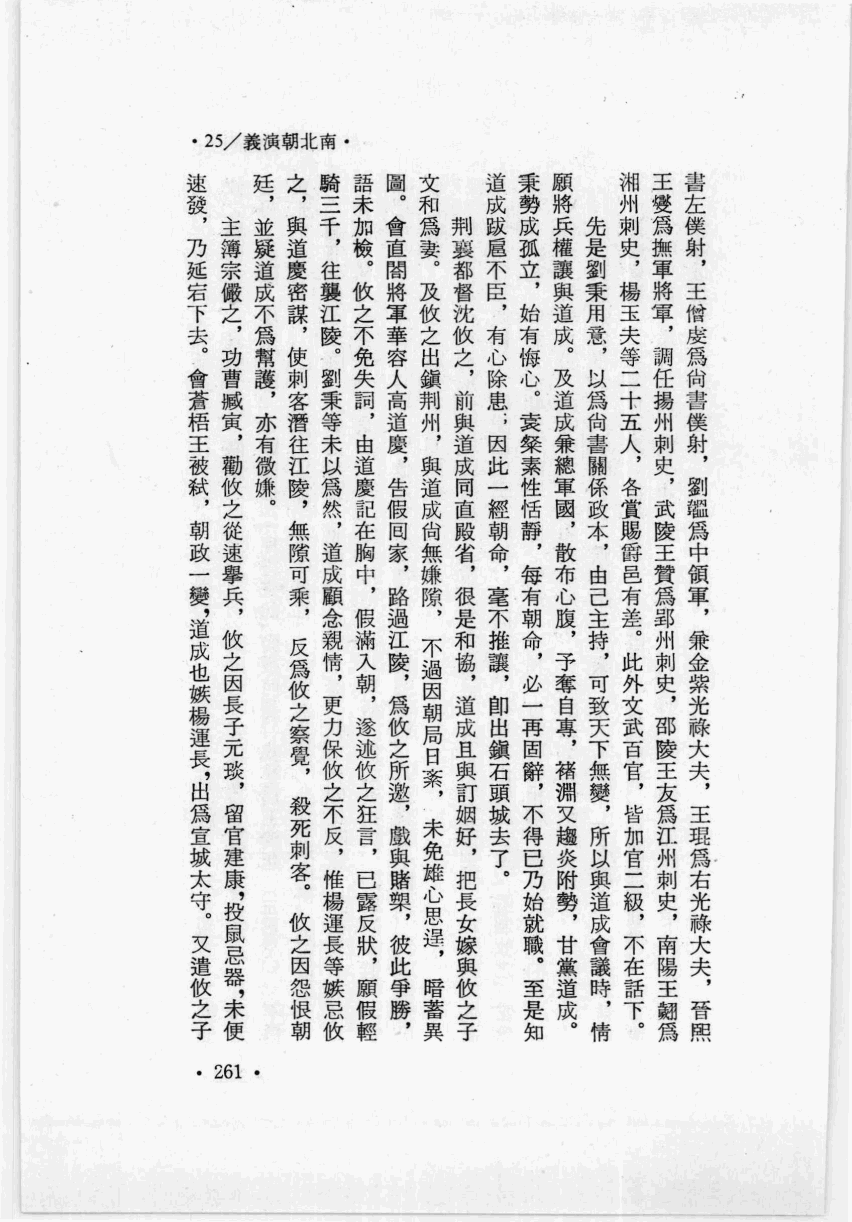 •25／義演朝北南•
書左僕射，王僧虔爲尙書僕射，劉韞爲中領軍，兼金紫光祿大夫，王琨爲右光祿大夫，晉熙
王燮爲撫軍將軍，調任揚州刺史，武陵王贊爲郢州刺史，邵陵王友爲江州刺史，南陽王翽爲
湘州刺史，楊玉夫等二十五人，各賞賜爵邑有差。此外文武百官，皆加官二級，不在話下。
先是劉秉用意，以爲尙書關係政本，由己主持，可致天下無變，所以與道成會議時，情
願將兵權讓與道成。及道成兼總軍國，散布心腹，予奪自專，褚淵又趨炎附勢，甘黨道成。
秉勢成孤立，始有悔心。袁粲素性恬靜，每有朝命，必一再固辭，不得已乃始就職。至是知
道成跋扈不臣，有心除患；因此一經朝命，毫不推讓，卽出鎭石頭城去了。
荆襄都督沈攸之，前與道成同直殿省，很是和協，道成且與訂姻好，把長女嫁與攸之子
文和爲妻。及攸之出鎭荆州，與道成尙無嫌隙，不過因朝局日紊，未免雄心思逞，暗蓄異
圖。會直閤將軍華容人高道慶，告假回家，路過江陵，爲攸之所邀，戲與賭槊，彼此爭勝，
語未加檢。攸之不免失詞，由道慶記在胸中，假滿入朝，遂述攸之狂言，已露反狀，願假輕
騎三千，往襲江陵。劉秉等未以爲然，道成顧念親情，更力保攸之不反，惟楊運長等嫉忌攸
之，與道慶密謀，使刺客潛往江陵，無隙可乘，反爲攸之察覺，殺死刺客。攸之因怨恨朝
廷，並疑道成不爲幫護，亦有微嫌。
主簿宗儼之，功曹臧寅，勸攸之從速擧兵，攸之因長子元琰，留官建康，投鼠忌器，未便
速發，乃延宕下去。會蒼梧王被弑，朝政一變，道成也嫉楊運長，出爲宣城太守。又遣攸之子
•261•